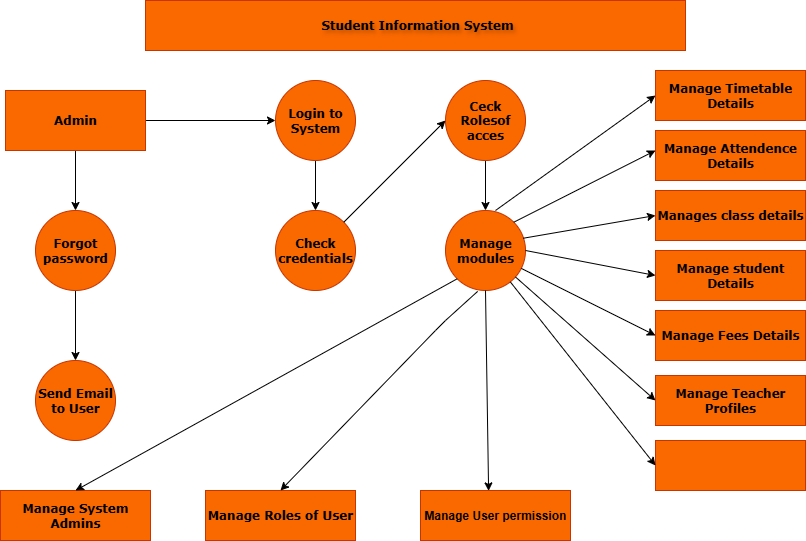 Student Information System
Admin
Login to
System
Ceck
Rolesof
acces
Manage Timetable
Details
Manage Attendence
Details
Manages class details
Forgot
password
Check
credentials
Manage
modules
Manage student
Details
Manage Fees Details
Send Email
to User
Manage Teacher
Profiles
Manage System
Admins
Manage Roles of User
Manage User permission